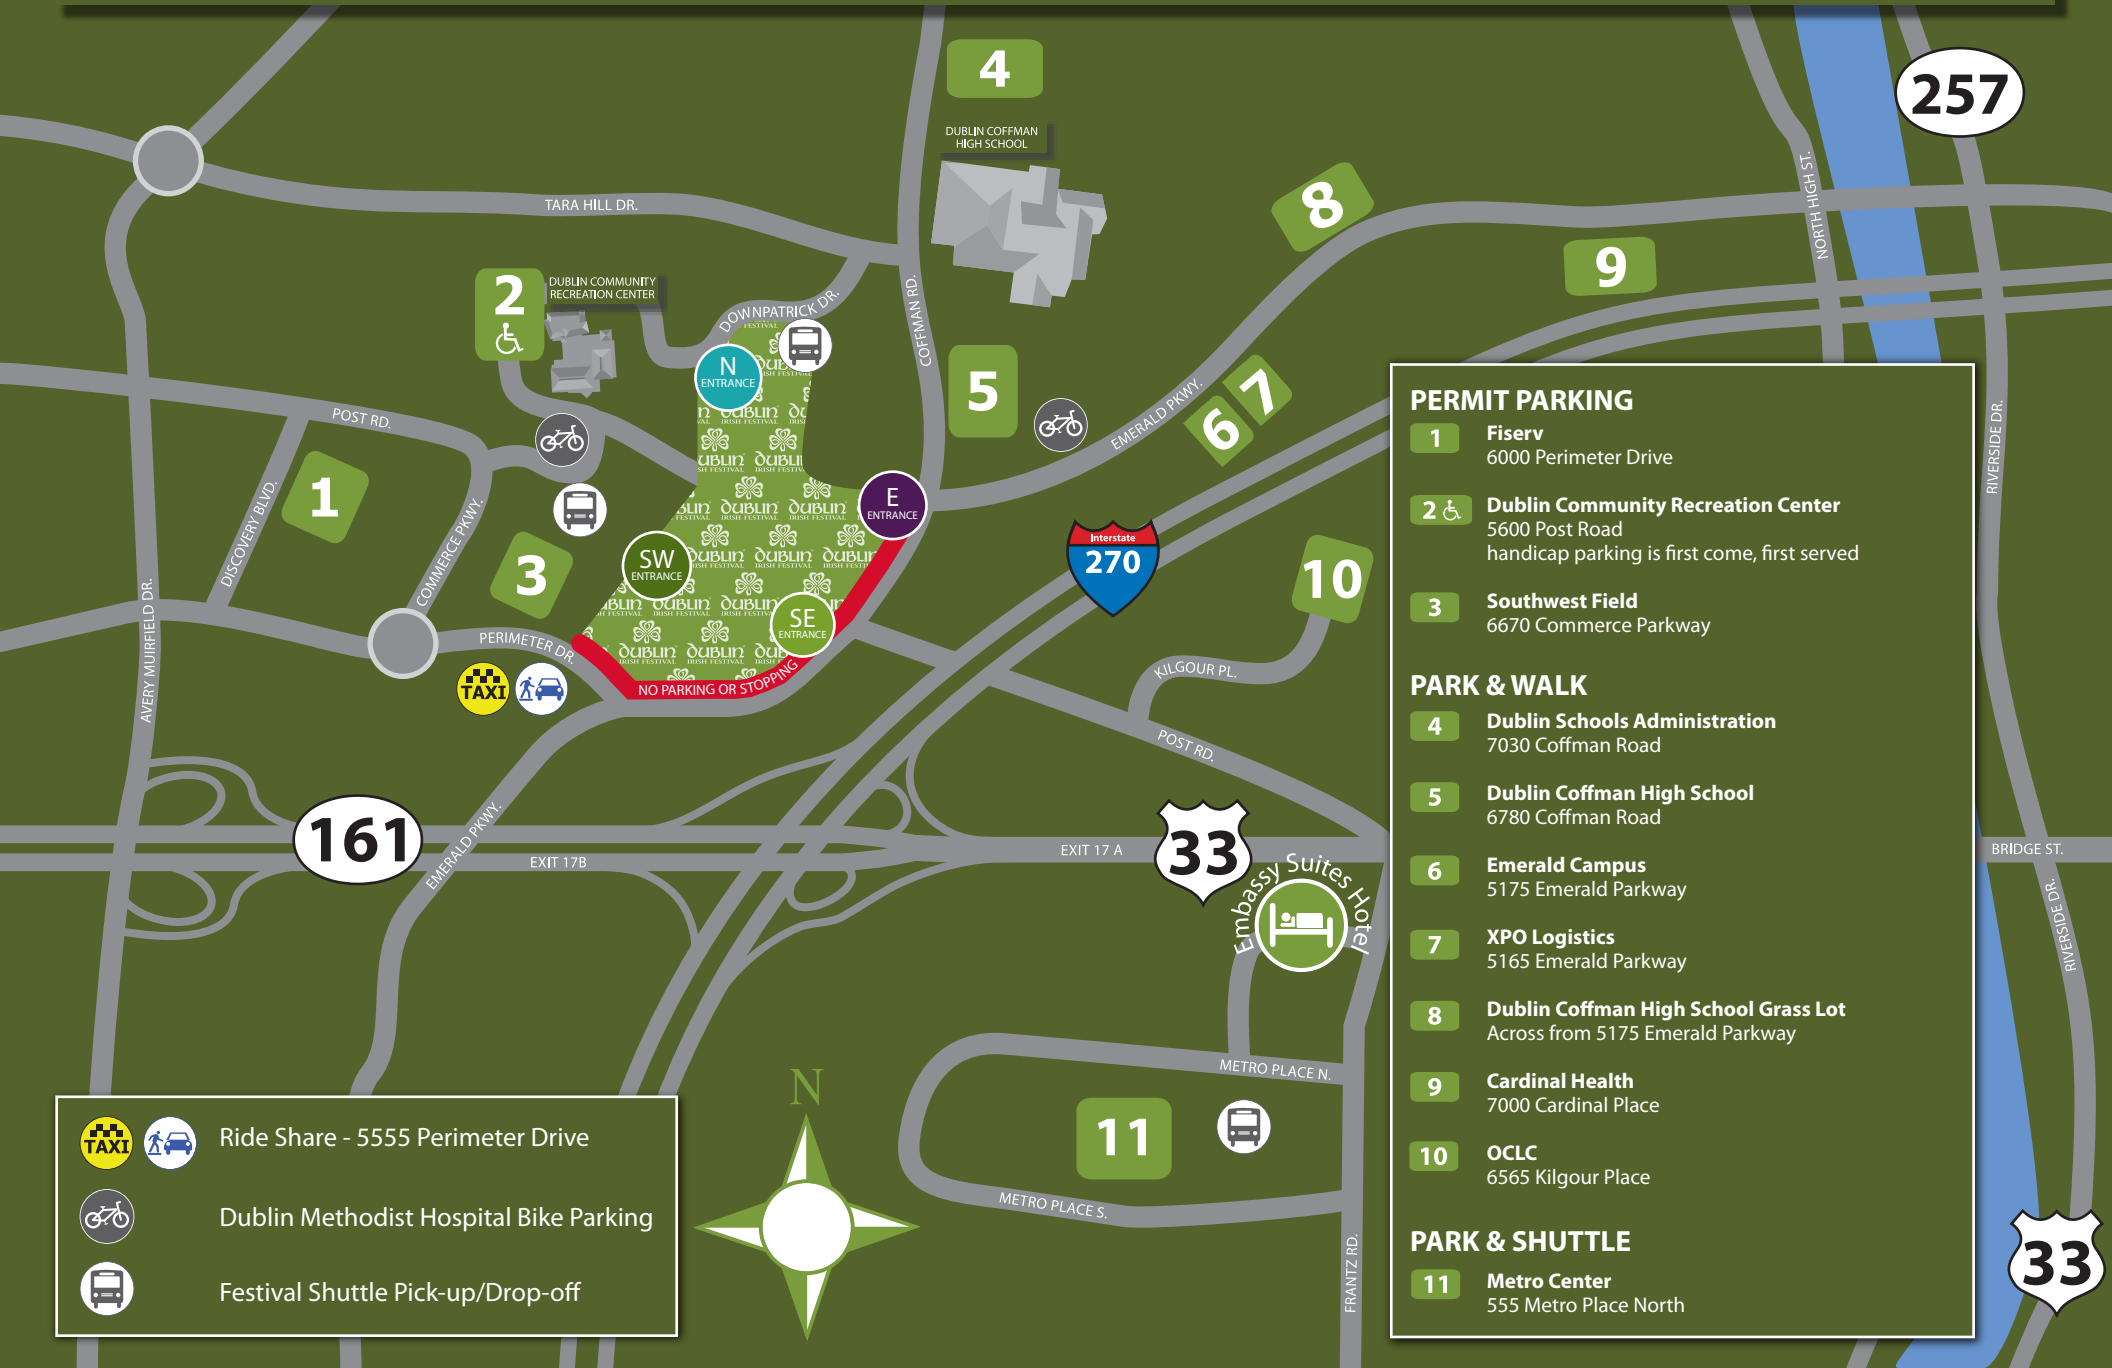 4
257
DUBLIN COFFMAN
HIGH SCHOOL
8
TARA HILL DR.
NORTH HIGH ST.
9
2
DUBLIN COMMUNITY
RECREATION CENTER
DOWNPATRICK DR.
COFFMAN RD.
N
ENTRANCE
5
6
7
EMERALD PKWY.
POST RD.
1
DISCOVERY BLVD.
COMMERCE PKWY.
3
E
ENTRANCE
SW
ENTRANCE
SE
ENTRANCE
DUBLIN
IRISH FESTIVAL
Interstate
270
10
RIVERSIDE DR.
AVERY MUIRFIELD DR.
PERIMETER DR.
TAXI
NO PARKING OR STOPPING
KILGOUR PL.
POST RD.
161
EMERALD PKWY.
EXIT 17B
EXIT 17 A
33
Embassy Suites Hotel
BRIDGE ST.
RIVERSIDE DR.
METRO PLACE N.
11
METRO PLACE S.
FRANTZ RD.
33
N
PERMIT PARKING
1 Fiserv
6000 Perimeter Drive
2 Dublin Community Recreation Center
5600 Post Road
handicap parking is first come, first served
3 Southwest Field
6670 Commerce Parkway
PARK & WALK
4 Dublin Schools Administration
7030 Coffman Road
5 Dublin Coffman High School
6780 Coffman Road
6 Emerald Campus
5175 Emerald Parkway
7 XPO Logistics
5165 Emerald Parkway
8 Dublin Coffman High School Grass Lot
Across from 5175 Emerald Parkway
9 Cardinal Health
7000 Cardinal Place
10 OCLC
6565 Kilgour Place
PARK & SHUTTLE
11 Metro Center
555 Metro Place North
TAXI Ride Share - 5555 Perimeter Drive
Dublin Methodist Hospital Bike Parking
Festival Shuttle Pick-up/Drop-off